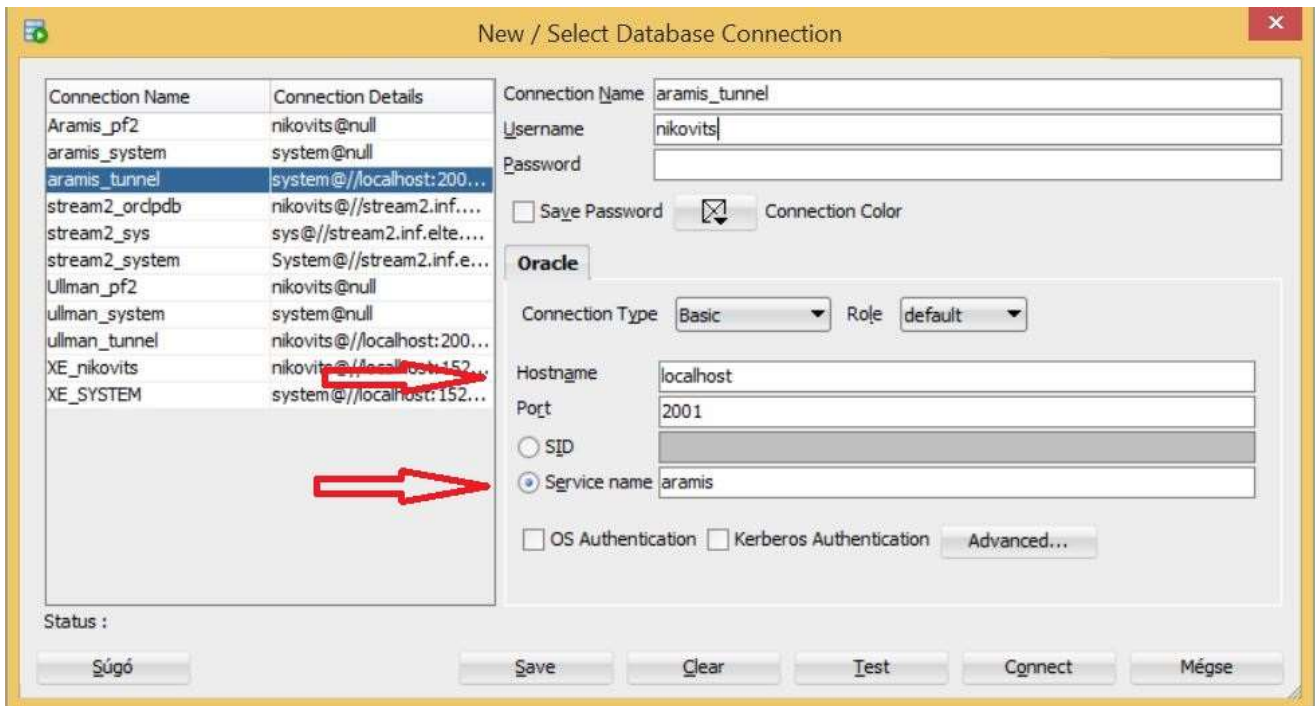 New / Select Database Connection
Connection Name Connection Details
Aramis_pf2 nikovits@null
aramis_system system@null
aramis_tunnel system@//localhost:200...
stream2_orclpdb nikovits@//stream2.inf....
stream2_sys sys@//stream2.inf.elte....
stream2_system System@//stream2.inf.e...
Ullman_pf2 nikovits@null
ullman_system system@null
ullman_tunnel nikovits@//localhost:200...
XE_nikovits nikovits@//localhost:152...
XE_SYSTEM system@//localhost:152...
Connection Name aramis_tunnel
Username nikovits
Password
Save Password Connection Color
Oracle
Connection Type Basic Role default
Hostname localhost
Port 2001
SID
Service name aramis
OS Authentication Kerberos Authentication Advanced...
Status :
Súgó Save Clear Test Connect Mégse